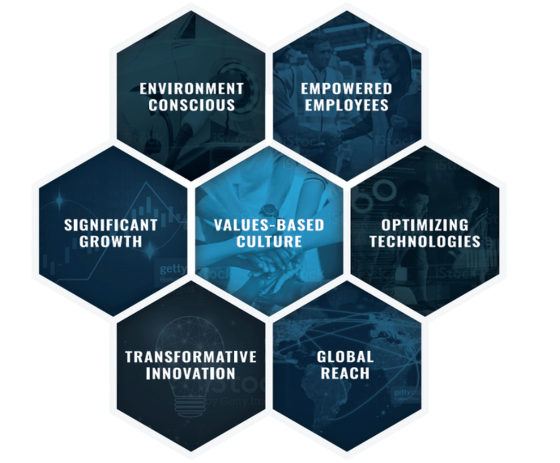 ENVIRONMENT
CONSCIOUS
EMPOWERED
EMPLOYEES
SIGNIFICANT
GROWTH
VALUES-BASED
CULTURE
OPTIMIZING
TECHNOLOGIES
TRANSFORMATIVE
INNOVATION
GLOBAL
REACH